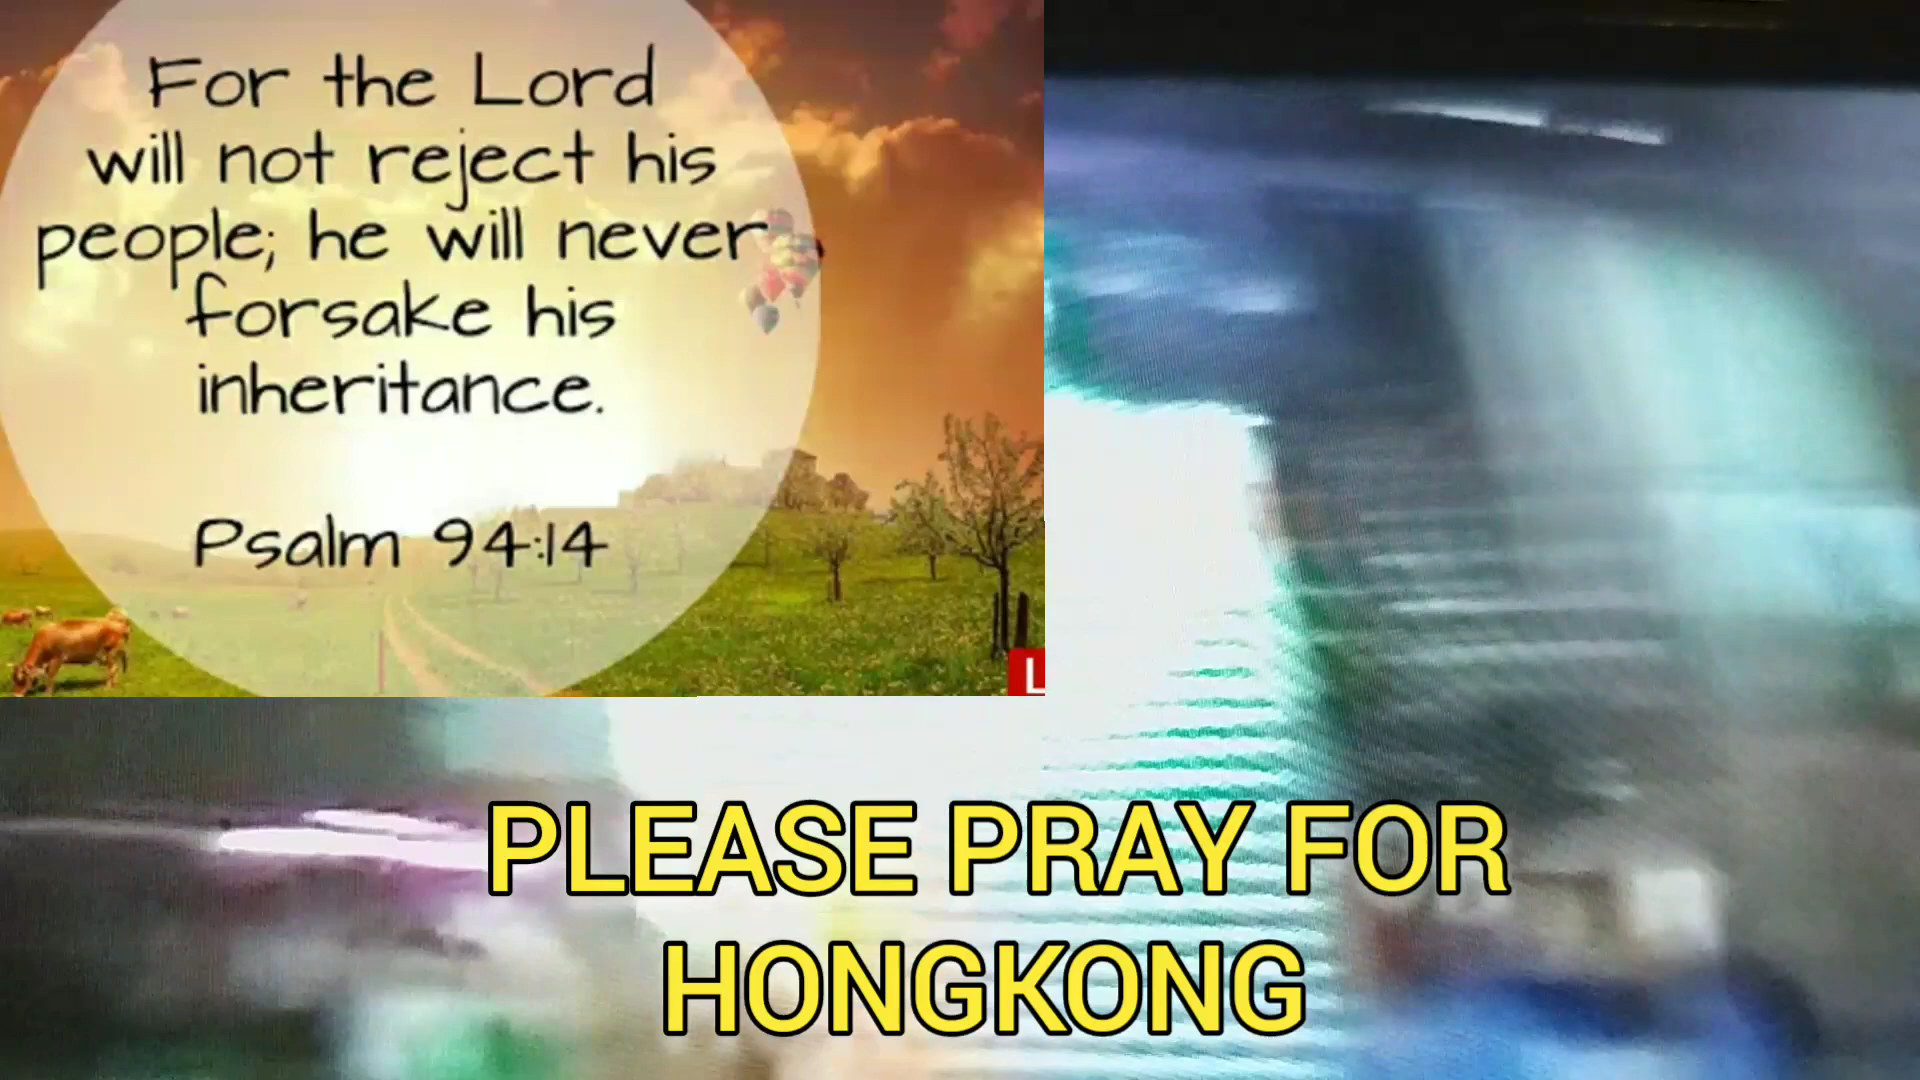 For the Lord
will not reject his
people; he will never
forsake his
inheritance.
Psalm 94:14
L
PLEASE PRAY FOR
HONGKONG